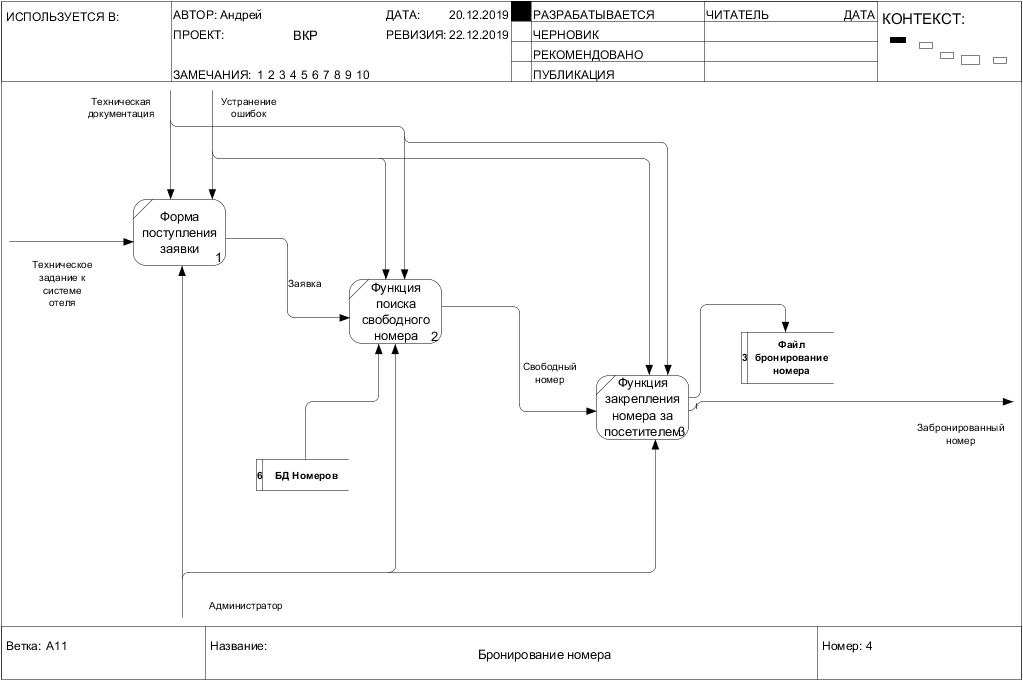 ИСПОЛЬЗУЕТСЯ В:
АВТОР: Андрей
ДАТА: 20.12.2019
ПРОЕКТ: ВКР
РЕВИЗИЯ: 22.12.2019
ЗАМЕЧАНИЯ: 1 2 3 4 5 6 7 8 9 10
РАЗРАБАТЫВАЕТСЯ
ЧЕРНОВИК
РЕКОМЕНДОВАНО
ПУБЛИКАЦИЯ
ЧИТАТЕЛЬ
ДАТА
КОНТЕКСТ:
Техническая
документация
Устранение
ошибок
Форма
поступления
заявки
1
Техническое
задание к
системе
отеля
Заявка
Функция
поиска
свободного
номера
2
Свободный
номер
3
Файл
бронирование
номера
Функция
закрепления
номера за
посетителем
3
Забронированный
номер
6
БД Номеров
Администратор
Ветка: A11
Название:
Бронирование номера
Номер: 4